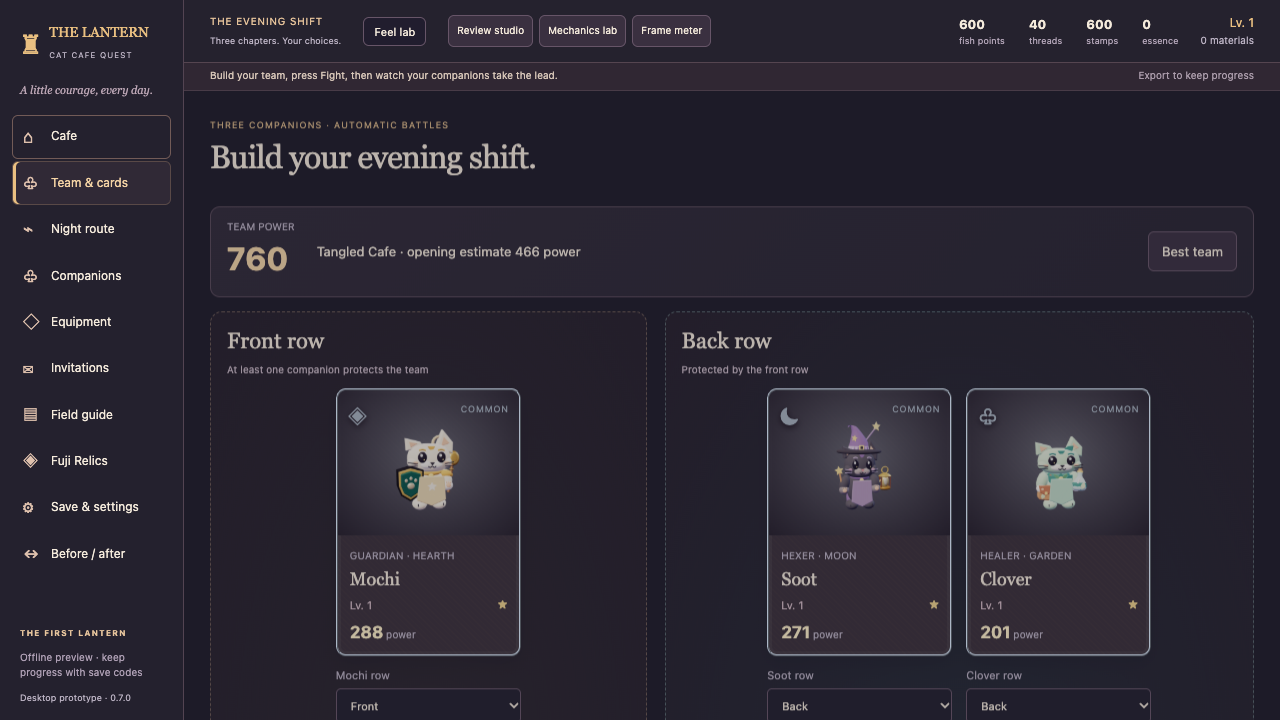 THE LANTERN
CAT CAFE QUEST
A little courage, every day.
Cafe
Team & cards
Night route
Companions
Equipment
Invitations
Field guide
Fuji Relics
Save & settings
Before / after
THE FIRST LANTERN
Offline preview · keep
progress with save codes
Desktop prototype · 0.7.0
THE EVENING SHIFT
Three chapters. Your choices.
Feel lab
Review studio
Mechanics lab
Frame meter
600
fish points
40
threads
600
stamps
0
essence
Lv. 1
0 materials
Build your team, press Fight, then watch your companions take the lead.
Export to keep progress
THREE COMPANIONS · AUTOMATIC BATTLES
Build your evening shift.
TEAM POWER
760
Tangled Cafe · opening estimate 466 power
Best team
Front row
At least one companion protects the team
COMMON
GUARDIAN · HEARTH
Mochi
Lv. 1
288 power
Mochi row
Front
Back row
Protected by the front row
COMMON
HEXER · MOON
Soot
Lv. 1
271 power
Soot row
Back
COMMON
HEALER · GARDEN
Clover
Lv. 1
201 power
Clover row
Back